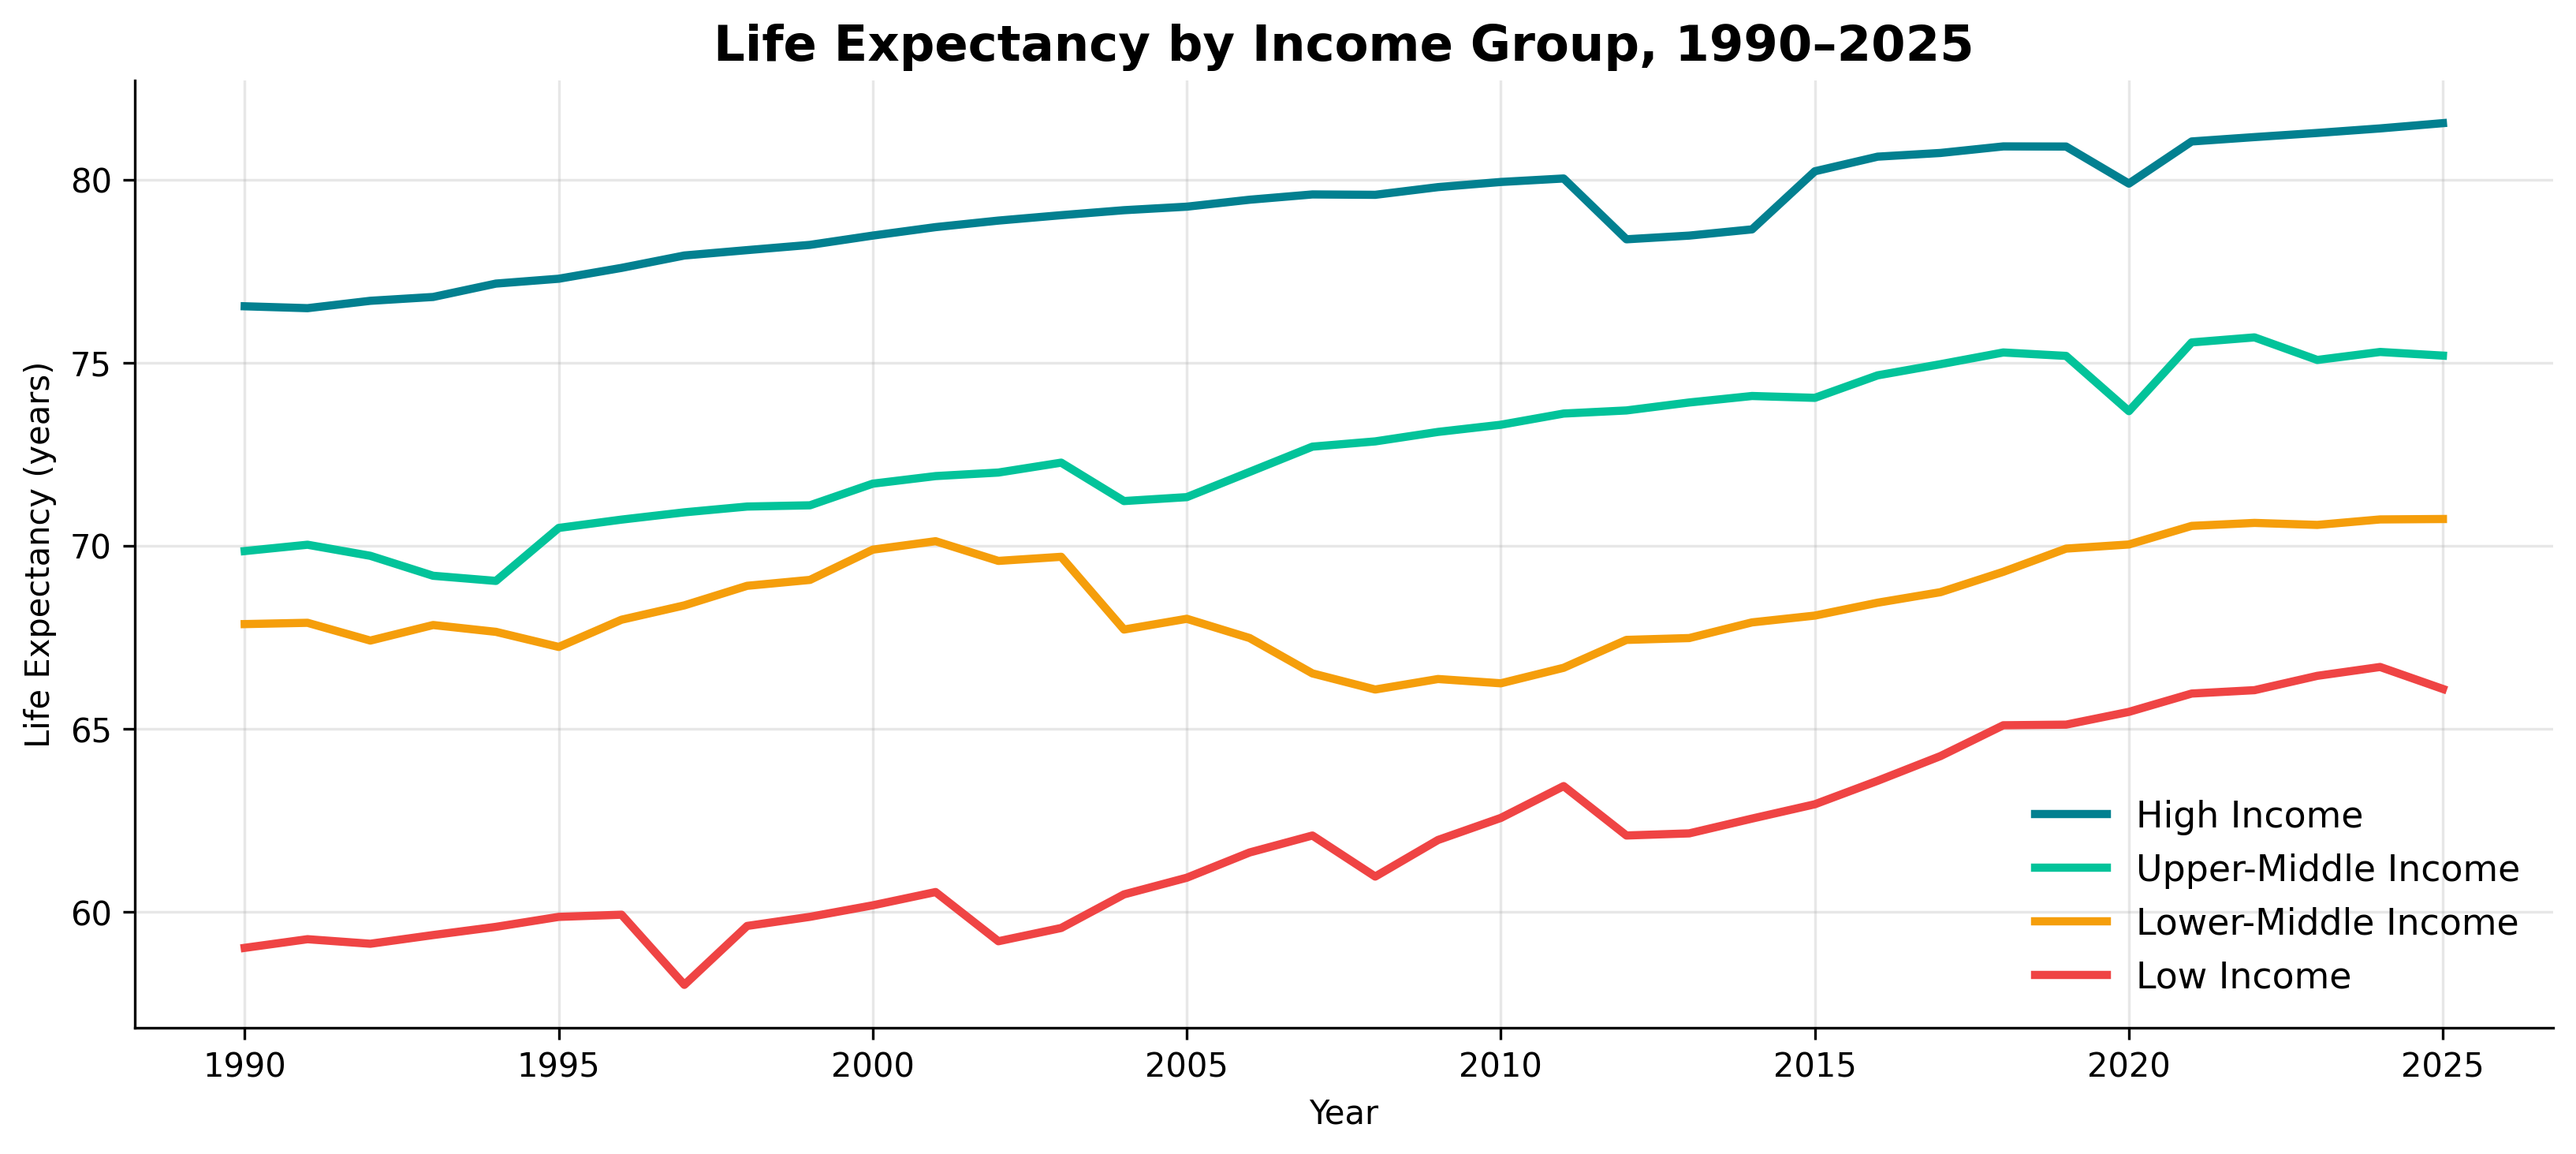 Life Expectancy by Income Group, 1990–2025
Life Expectancy (years)
80
75
70
65
60
High Income
Upper-Middle Income
Lower-Middle Income
Low Income
1990 1995 2000 2005 2010 2015 2020 2025
Year